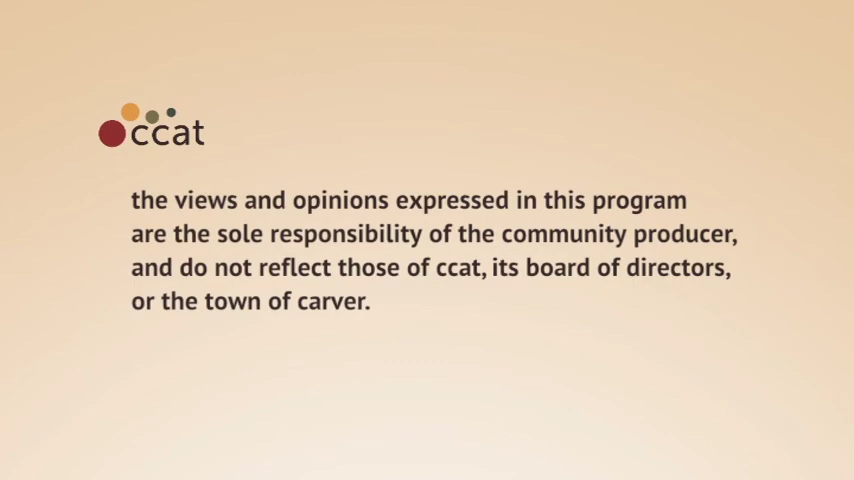 ccat
the views and opinions expressed in this program
are the sole responsibility of the community producer,
and do not reflect those of ccat, its board of directors,
or the town of carver.